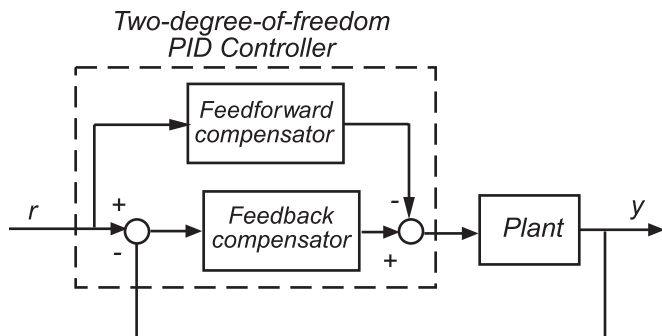 Two-degree-of-freedom
PID Controller
Feedforward
compensator
r
+
-
Feedback
compensator
-
+
Plant
y